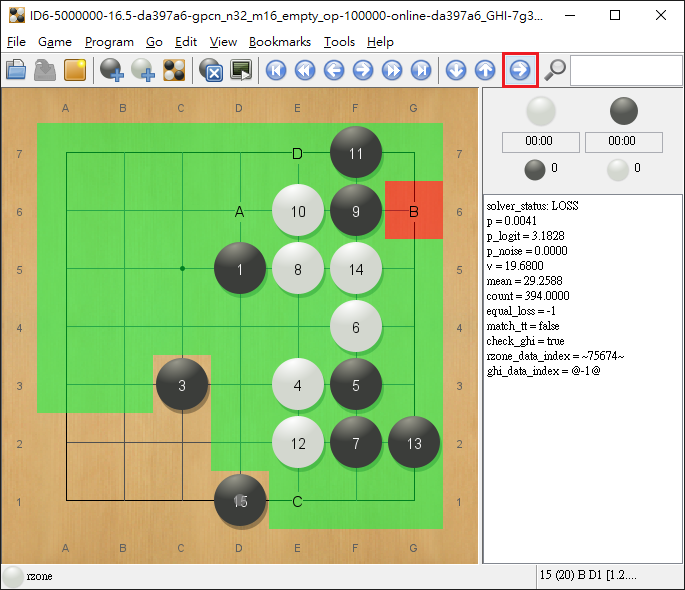 ID6-5000000-16.5-da397a6-gpcn_n32_m16_empty_op-100000-online-da397a6_GHI-7g3...
File Game Program Go Edit View Bookmarks Tools Help
A B C D E F G
7 D 11 7
6 A 10 9 B 6
5 1 8 14 5
4 6 4
3 3 4 5 3
2 12 7 13 2
1 15 C 1
A B C D E F G
00:00 00:00
0 0
solver_status: LOSS
p = 0.0041
p_logit = 3.1828
p_noise = 0.0000
v = 19.6800
mean = 29.2588
count = 394.0000
equal_loss = -1
match_tt = false
check_ghi = true
rzone_data_index = ~75674~
ghi_data_index = @-1@
rzone
15 (20) B D1 [1.2....